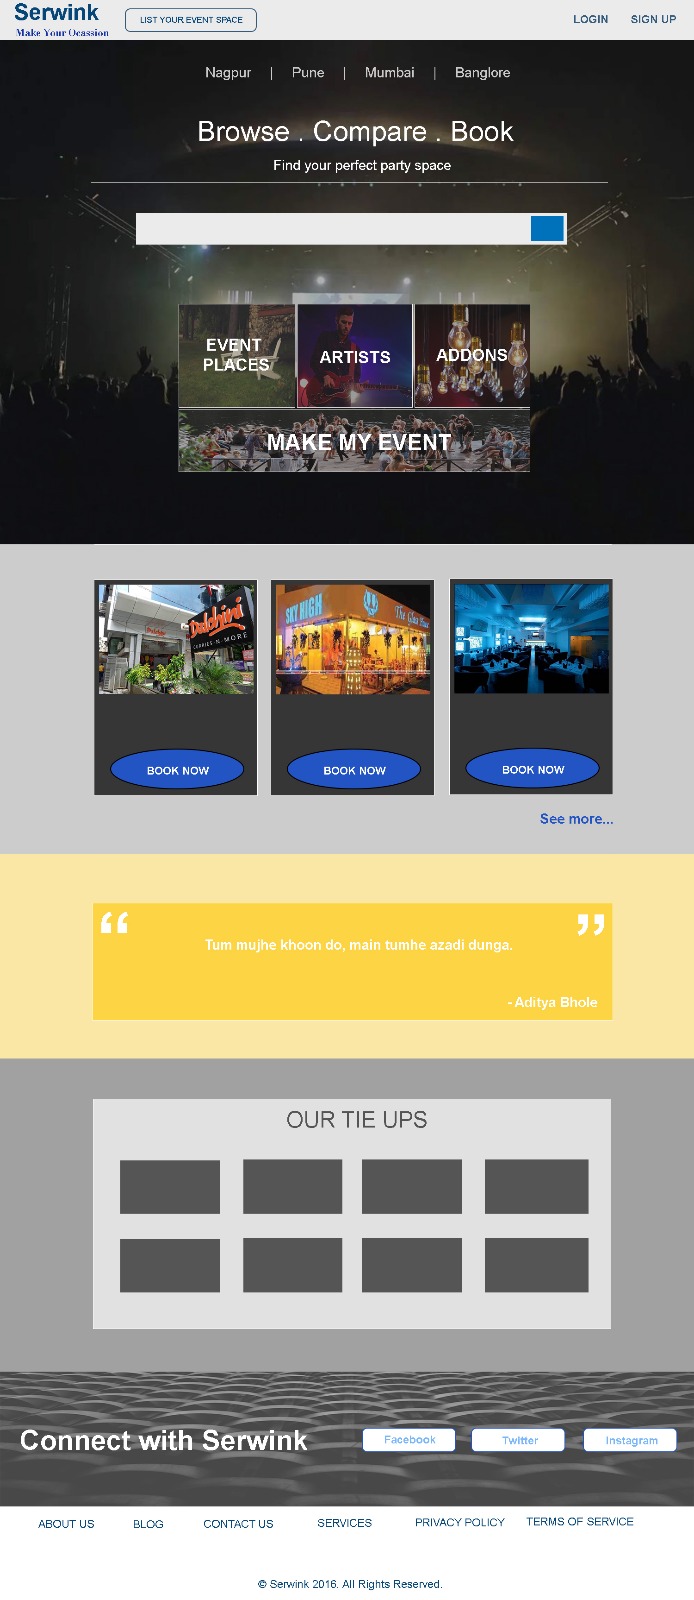 Serwink
Make Your Ocassion
LIST YOUR EVENT SPACE
LOGIN
SIGN UP
Nagpur | Pune | Mumbai | Banglore
Browse . Compare . Book
Find your perfect party space
EVENT
PLACES
ARTISTS
ADDONS
MAKE MY EVENT
Dalchini
Dalchini
CURRIES-N-MORE
SKY HIGH
The
BOOK NOW
BOOK NOW
BOOK NOW
See more...
“ ”
Tum mujhe khoon do, main tumhe azadi dunga.
- Aditya Bhole
OUR TIE UPS
Connect with Serwink
Facebook
Twitter
Instagram
ABOUT US
BLOG
CONTACT US
SERVICES
PRIVACY POLICY
TERMS OF SERVICE
© Serwink 2016. All Rights Reserved.